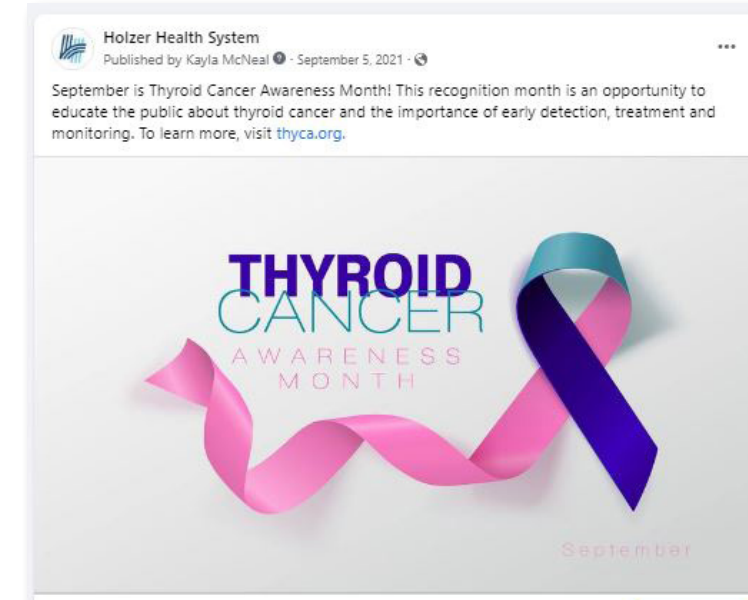 Holzer Health System
Published by Kayla McNeal · September 5, 2021 ·
September is Thyroid Cancer Awareness Month! This recognition month is an opportunity to
educate the public about thyroid cancer and the importance of early detection, treatment and
monitoring. To learn more, visit thyca.org.
THYROID
CANCER
AWARENESS
MONTH
September